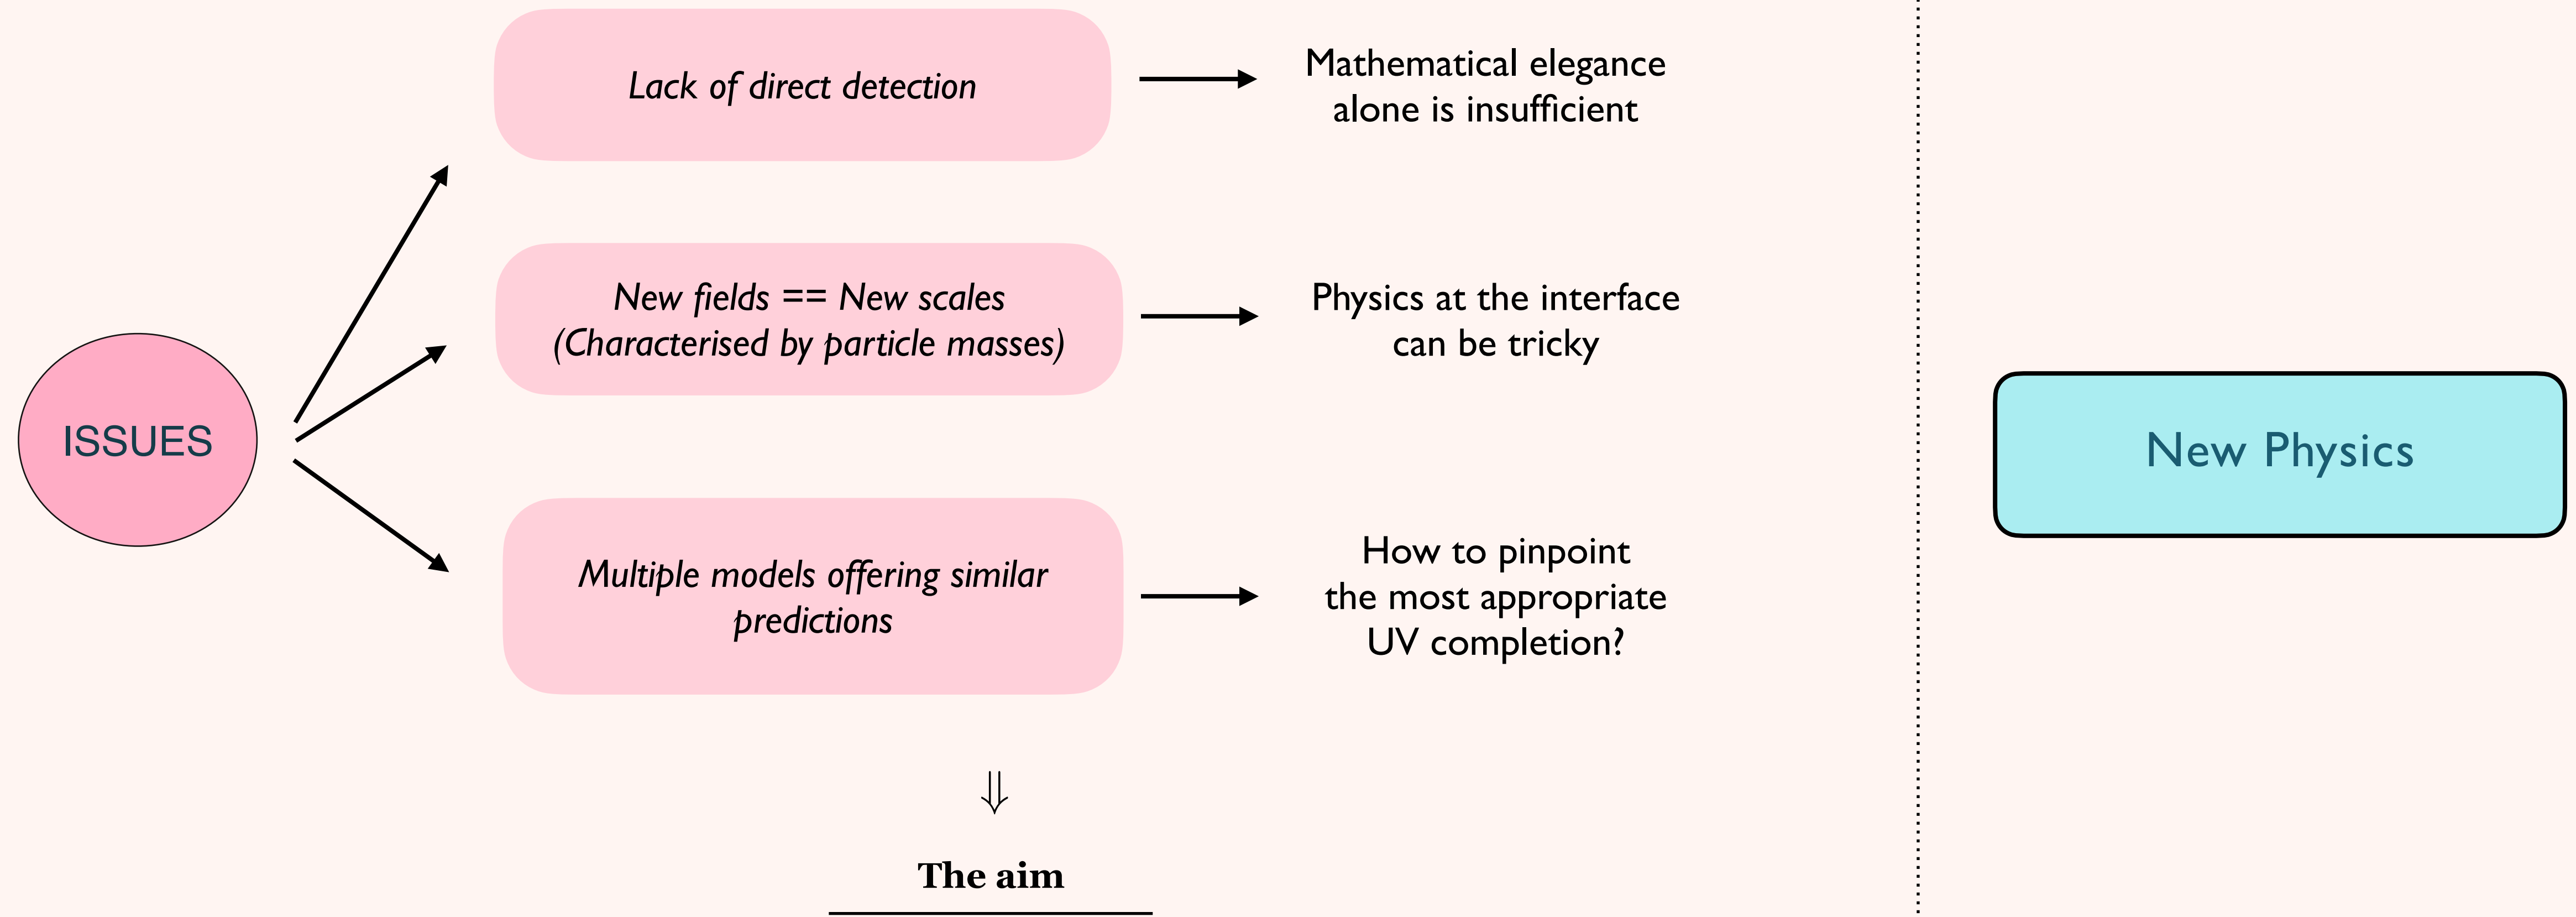 Lack of direct detection
Mathematical elegance
alone is insufficient
New fields == New scales
(Characterised by particle masses)
Physics at the interface
can be tricky
ISSUES
New Physics
Multiple models offering similar
predictions
How to pinpoint
the most appropriate
UV completion?
⇓
The aim